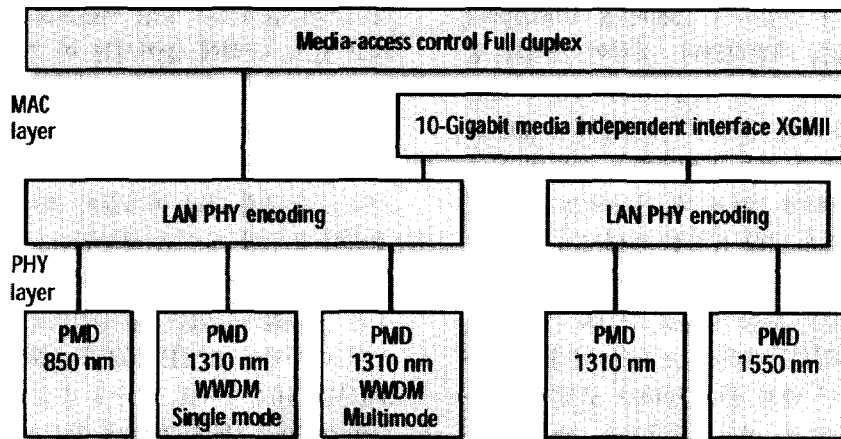 Media-access control Full duplex
MAC
layer
10-Gigabit media independent interface XGMII
LAN PHY encoding
LAN PHY encoding
PHY
layer
PMD
850 nm
PMD
1310 nm
WWDM
Single mode
PMD
1310 nm
WWDM
Multimode
PMD
1310 nm
PMD
1550 nm